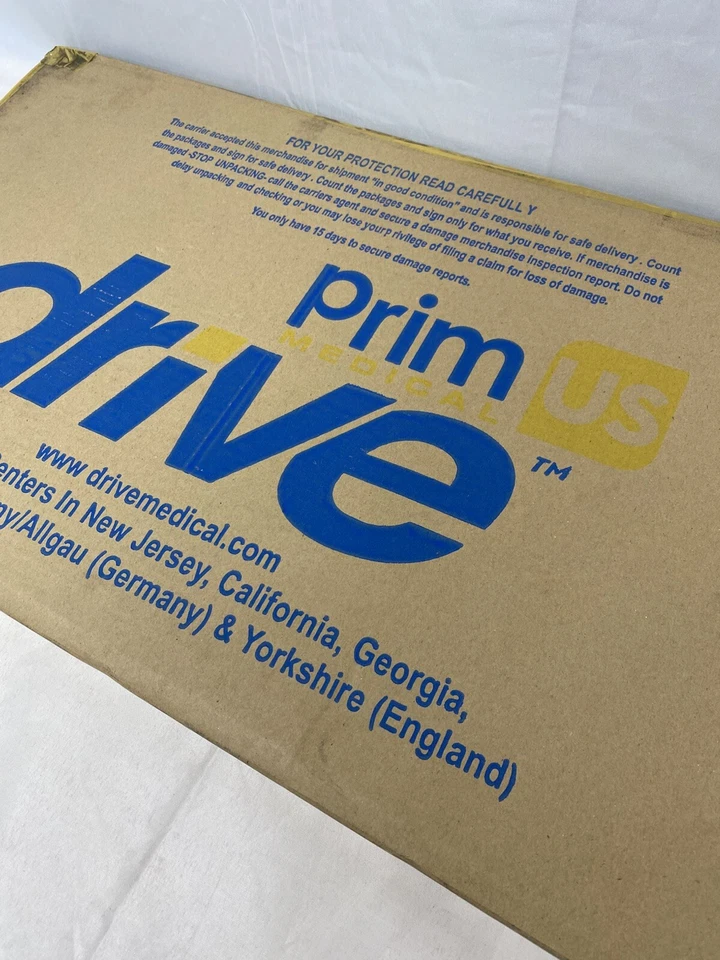 FOR YOUR PROTECTION READ CAREFULL Y
The carrier accepted this merchandise for shipment "in good condition" and is responsible for safe delivery . Count
the packages and sign for safe delivery . Count the packages and sign only for what you receive. If merchandise is
damaged -STOP UNPACKING- call the carriers agent and secure a damage merchandise inspection report. Do not
delay unpacking and checking or you may lose yourp rivilege of filing a claim for loss of damage.
You only have 15 days to secure damage reports.
prim
MEDICAL US
drive™
www drivemedical.com
enters In New Jersey, California, Georgia,
ny/Allgau (Germany) & Yorkshire (England)